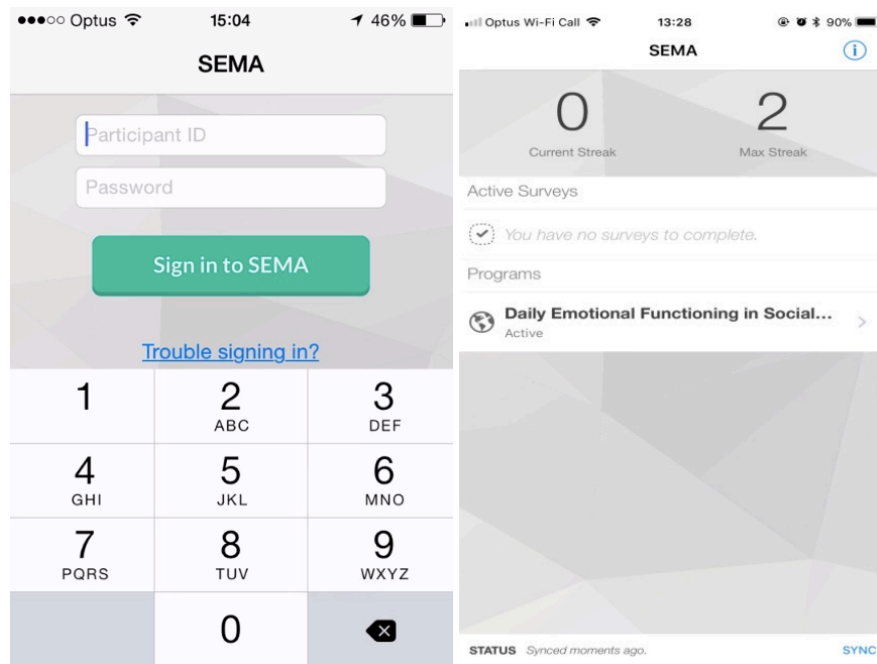 Optus 15:04 46%
SEMA
Participant ID
Password
Sign in to SEMA
Trouble signing in?
1 2 3
ABC DEF
4 5 6
GHI JKL MNO
7 8 9
PQRS TUV WXYZ
0
Optus Wi-Fi Call 13:28 90%
SEMA
0 2
Current Streak Max Streak
Active Surveys
You have no surveys to complete.
Programs
Daily Emotional Functioning in Social...
Active
STATUS Synced moments ago. SYNC